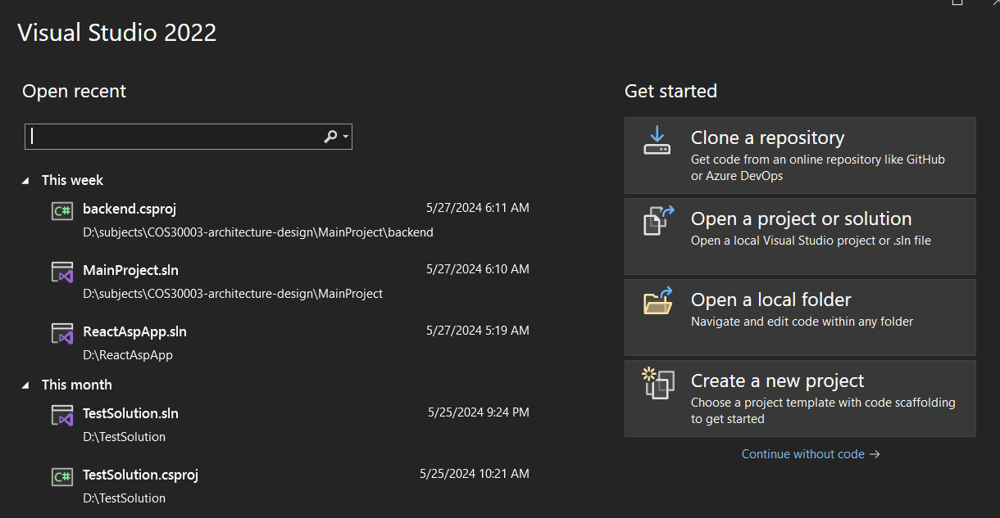 Visual Studio 2022
Open recent
This week
C# backend.csproj 5/27/2024 6:11 AM
D:\subjects\COS30003-architecture-design\MainProject\backend
MainProject.sln 5/27/2024 6:10 AM
D:\subjects\COS30003-architecture-design\MainProject
ReactAspApp.sln 5/27/2024 5:19 AM
D:\ReactAspApp
This month
TestSolution.sln 5/25/2024 9:24 PM
D:\TestSolution
C# TestSolution.csproj 5/25/2024 10:21 AM
D:\TestSolution
Get started
Clone a repository
Get code from an online repository like GitHub
or Azure DevOps
Open a project or solution
Open a local Visual Studio project or .sln file
Open a local folder
Navigate and edit code within any folder
Create a new project
Choose a project template with code scaffolding
to get started
Continue without code →